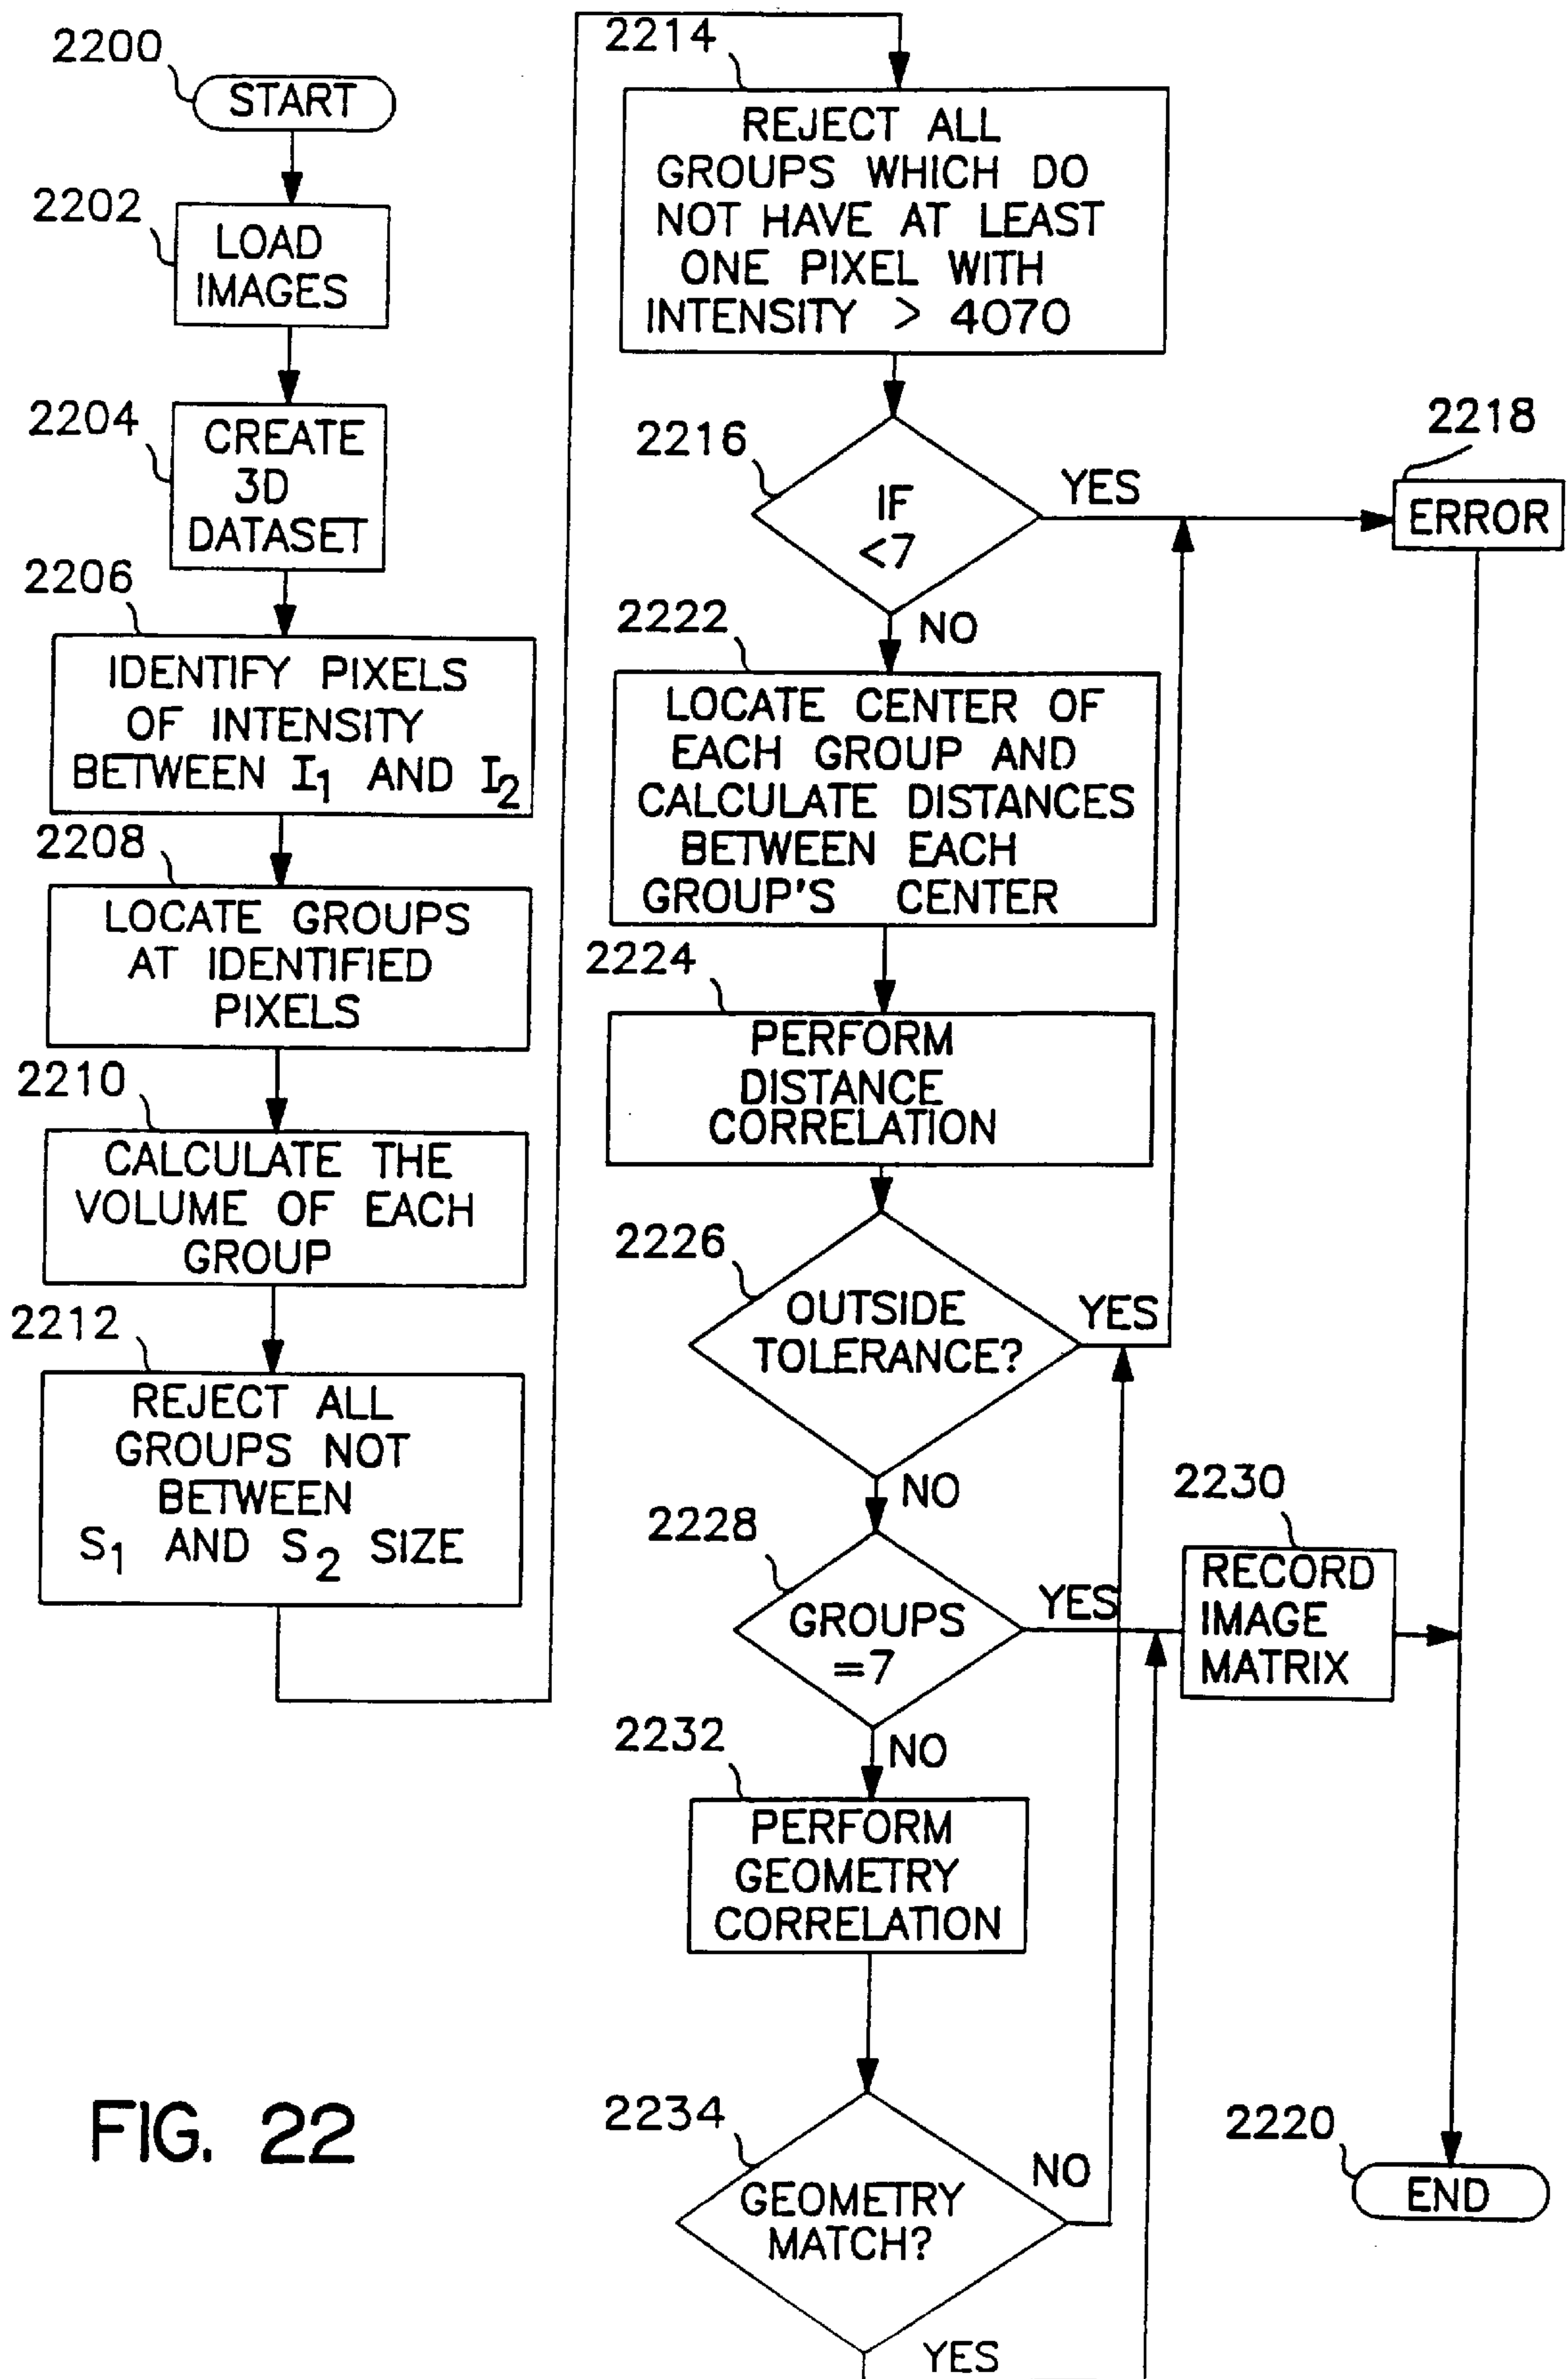 2200
START
2202
LOAD
IMAGES
2204
CREATE
3D
DATASET
2206
IDENTIFY PIXELS
OF INTENSITY
BETWEEN I1 AND I2
2208
LOCATE GROUPS
AT IDENTIFIED
PIXELS
2210
CALCULATE THE
VOLUME OF EACH
GROUP
2212
REJECT ALL
GROUPS NOT
BETWEEN
S1 AND S2 SIZE
2214
REJECT ALL
GROUPS WHICH DO
NOT HAVE AT LEAST
ONE PIXEL WITH
INTENSITY > 4070
2216
IF
<7
YES
NO
2218
ERROR
2222
LOCATE CENTER OF
EACH GROUP AND
CALCULATE DISTANCES
BETWEEN EACH
GROUP'S CENTER
2224
PERFORM
DISTANCE
CORRELATION
2226
OUTSIDE
TOLERANCE?
YES
NO
2228
GROUPS
=7
YES
NO
2230
RECORD
IMAGE
MATRIX
2232
PERFORM
GEOMETRY
CORRELATION
2234
GEOMETRY
MATCH?
NO
YES
2220
END
FIG. 22